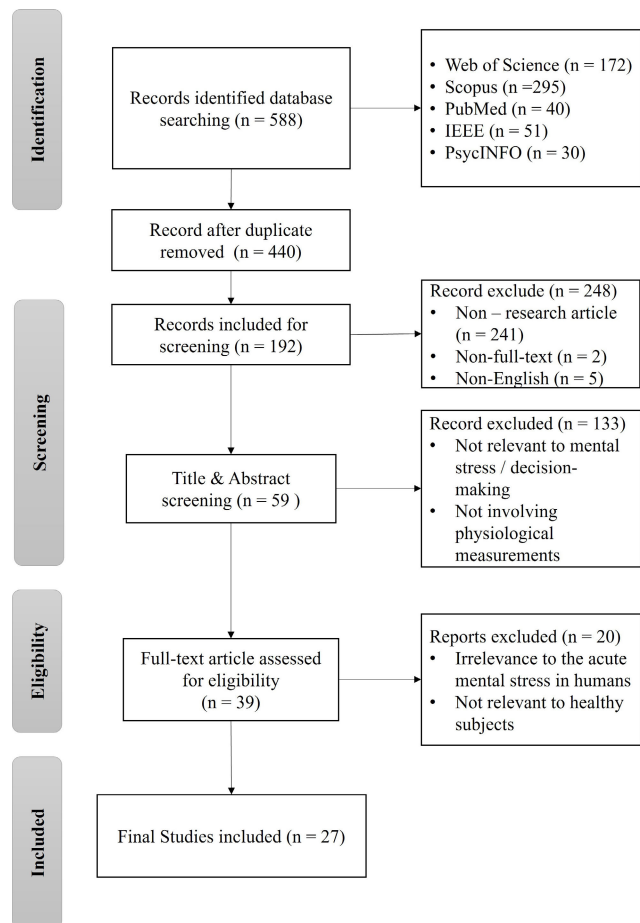 Identification
Records identified database
searching (n = 588)
• Web of Science (n = 172)
• Scopus (n =295)
• PubMed (n = 40)
• IEEE (n = 51)
• PsycINFO (n = 30)
Record after duplicate
removed (n = 440)
Screening
Records included for
screening (n = 192)
Record exclude (n = 248)
• Non – research article
(n = 241)
• Non-full-text (n = 2)
• Non-English (n = 5)
Title & Abstract
screening (n = 59 )
Record excluded (n = 133)
• Not relevant to mental
stress / decision-
making
• Not involving
physiological
measurements
Eligibility
Full-text article assessed
for eligibility
(n = 39)
Reports excluded (n = 20)
• Irrelevance to the acute
mental stress in humans
• Not relevant to healthy
subjects
Included
Final Studies included (n = 27)